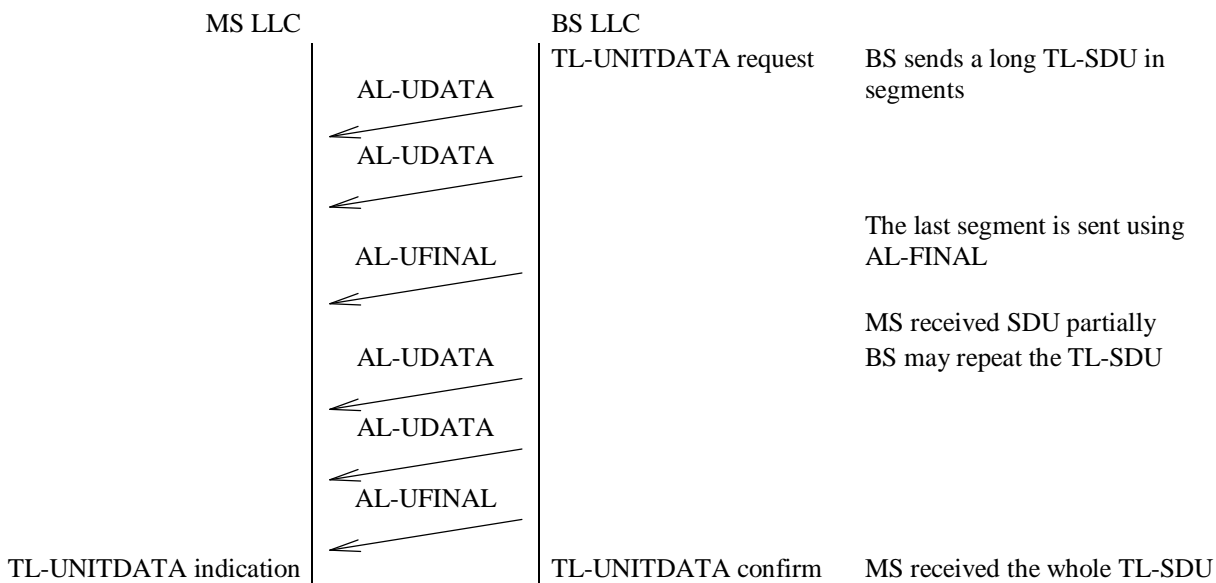 MS LLC
BS LLC
TL-UNITDATA request
BS sends a long TL-SDU in
segments
AL-UDATA
AL-UDATA
The last segment is sent using
AL-FINAL
AL-UFINAL
MS received SDU partially
AL-UDATA
BS may repeat the TL-SDU
AL-UDATA
AL-UFINAL
TL-UNITDATA indication
TL-UNITDATA confirm
MS received the whole TL-SDU